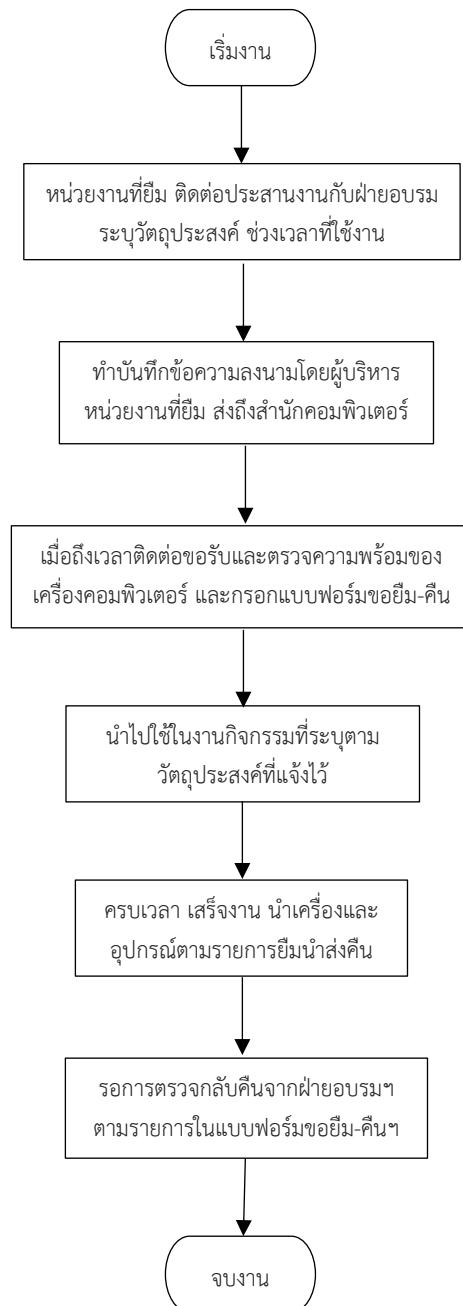 เริ่มงาน
หน่วยงานที่ยืม ติดต่อประสานงานกับฝ่ายอบรม
ระบุวัตถุประสงค์ ช่วงเวลาที่ใช้งาน
ทำบันทึกข้อความลงนามโดยผู้บริหาร
หน่วยงานที่ยืม ส่งถึงสำนักคอมพิวเตอร์
เมื่อถึงเวลาติดต่อขอรับและตรวจความพร้อมของ
เครื่องคอมพิวเตอร์ และกรอกแบบฟอร์มขอยืม-คืน
นำไปใช้ในงานกิจกรรมที่ระบุตาม
วัตถุประสงค์ที่แจ้งไว้
ครบเวลา เสร็จงาน นำเครื่องและ
อุปกรณ์ตามรายการยืมนำส่งคืน
รอการตรวจกลับคืนจากฝ่ายอบรมฯ
ตามรายการในแบบฟอร์มขอยืม-คืนฯ
จบงาน